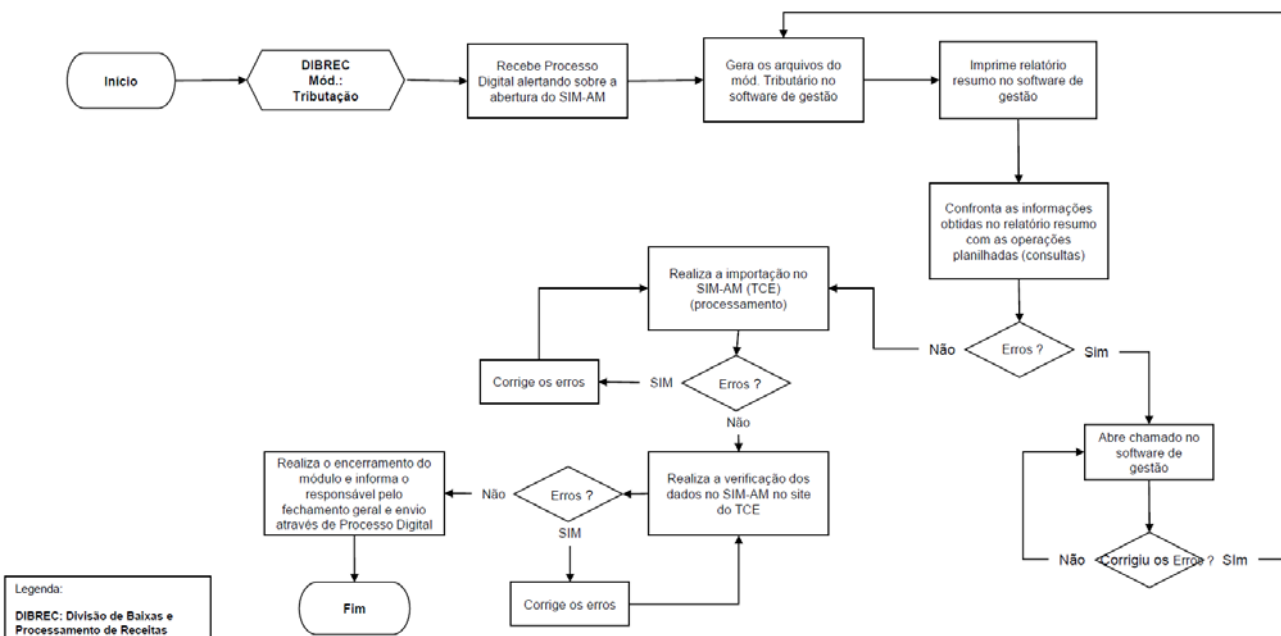 Início
DIBREC
Mód.:
Tributação
Recebe Processo
Digital alertando sobre a
abertura do SIM-AM
Gera os arquivos do
mód. Tributário no
software de gestão
Imprime relatório
resumo no software de
gestão
Confronta as informações
obtidas no relatório resumo
com as operações
planilhadas (consultas)
Realiza a importação no
SIM-AM (TCE)
(processamento)
Não
Erros ?
Sim
Corrige os erros
SIM
Erros ?
Não
Abre chamado no
software de
gestão
Realiza o encerramento do
módulo e informa o
responsável pelo
fechamento geral e envio
através de Processo Digital
Não
Erros ?
Realiza a verificação dos
dados no SIM-AM no site
do TCE
SIM
Não
Corrigiu os Erros ?
Sim
Corrige os erros
Fim
Legenda:
DIBREC: Divisão de Baixas e
Processamento de Receitas